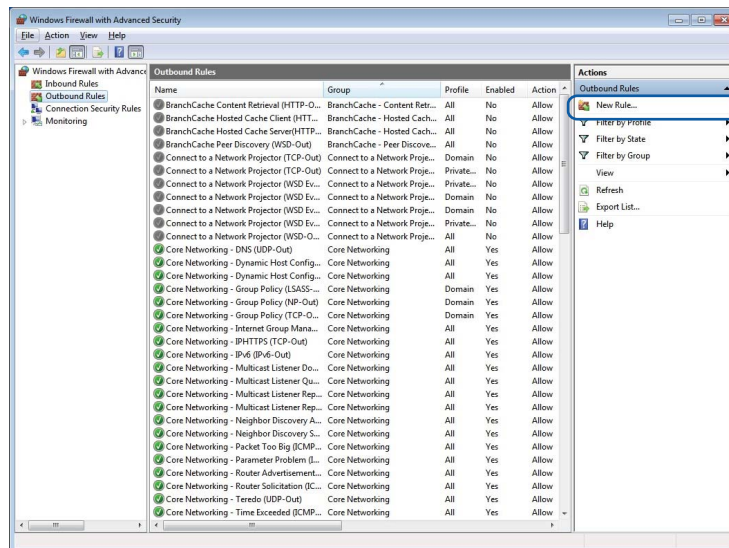 Windows Firewall with Advanced Security
File Action View Help
Windows Firewall with Advance
Inbound Rules
Outbound Rules
Connection Security Rules
Monitoring
Outbound Rules
Name Group Profile Enabled Action
BranchCache Content Retrieval (HTTP-O... BranchCache - Content Retr... All No Allow
BranchCache Hosted Cache Client (HTT... BranchCache - Hosted Cach... All No Allow
BranchCache Hosted Cache Server(HTTP... BranchCache - Hosted Cach... All No Allow
BranchCache Peer Discovery (WSD-Out) BranchCache - Peer Discove... All No Allow
Connect to a Network Projector (TCP-Out) Connect to a Network Proje... Domain No Allow
Connect to a Network Projector (TCP-Out) Connect to a Network Proje... Private... No Allow
Connect to a Network Projector (WSD Ev... Connect to a Network Proje... Private... No Allow
Connect to a Network Projector (WSD Ev... Connect to a Network Proje... Domain No Allow
Connect to a Network Projector (WSD Ev... Connect to a Network Proje... Domain No Allow
Connect to a Network Projector (WSD Ev... Connect to a Network Proje... Private... No Allow
Connect to a Network Projector (WSD-O... Connect to a Network Proje... All No Allow
Core Networking - DNS (UDP-Out) Core Networking All Yes Allow
Core Networking - Dynamic Host Config... Core Networking All Yes Allow
Core Networking - Dynamic Host Config... Core Networking All Yes Allow
Core Networking - Group Policy (LSASS-... Core Networking Domain Yes Allow
Core Networking - Group Policy (NP-Out) Core Networking Domain Yes Allow
Core Networking - Group Policy (TCP-O... Core Networking Domain Yes Allow
Core Networking - Internet Group Mana... Core Networking All Yes Allow
Core Networking - IPHTTPS (TCP-Out) Core Networking All Yes Allow
Core Networking - IPv6 (IPv6-Out) Core Networking All Yes Allow
Core Networking - Multicast Listener Do... Core Networking All Yes Allow
Core Networking - Multicast Listener Qu... Core Networking All Yes Allow
Core Networking - Multicast Listener Rep... Core Networking All Yes Allow
Core Networking - Multicast Listener Rep... Core Networking All Yes Allow
Core Networking - Neighbor Discovery A... Core Networking All Yes Allow
Core Networking - Neighbor Discovery S... Core Networking All Yes Allow
Core Networking - Packet Too Big (ICMP... Core Networking All Yes Allow
Core Networking - Parameter Problem (I... Core Networking All Yes Allow
Core Networking - Router Advertisement... Core Networking All Yes Allow
Core Networking - Router Solicitation (IC... Core Networking All Yes Allow
Core Networking - Teredo (UDP-Out) Core Networking All Yes Allow
Core Networking - Time Exceeded (ICMP... Core Networking All Yes Allow
Actions
Outbound Rules
New Rule...
Filter by Profile
Filter by State
Filter by Group
View
Refresh
Export List...
Help